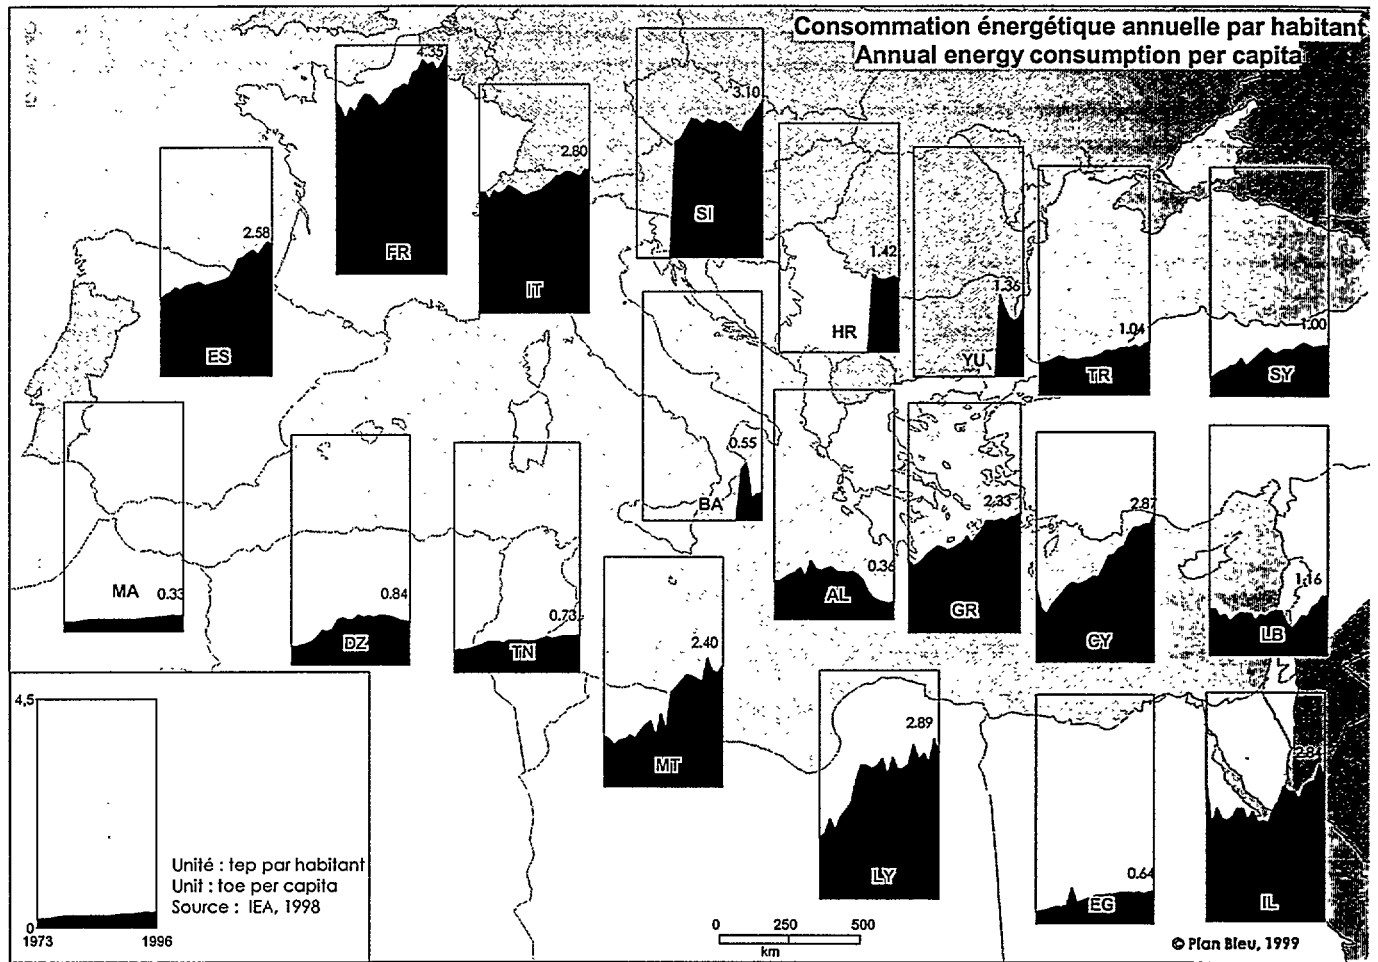 Consommation énergétique annuelle par habitant
Annual energy consumption per capita
4.35
FR
2.80
IT
3.10
SI
2.58
ES
1.42
HR
1.36
YU
1.04
TR
1.00
SY
0.55
BA
MA
0.33
0.84
DZ
0.73
TN
2.40
MT
0.36
AL
2.33
GR
2.87
CY
1.16
LB
2.89
LY
0.64
EG
IL
4,5
0
1973
1996
Unité : tep par habitant
Unit : toe per capita
Source : IEA, 1998
0 250 500
km
© Plan Bleu, 1999